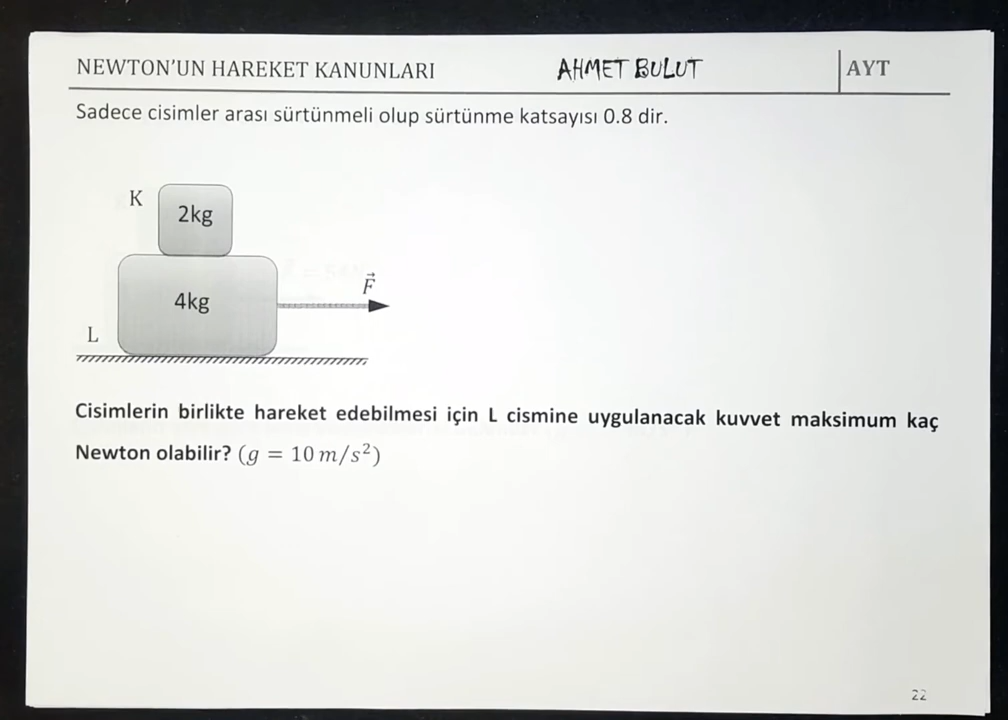 NEWTON'UN HAREKET KANUNLARI AHMET BULUT AYT
Sadece cisimler arası sürtünmeli olup sürtünme katsayısı 0.8 dir.
K
2kg
F⃗
4kg
L
Cisimlerin birlikte hareket edebilmesi için L cismine uygulanacak kuvvet maksimum kaç
Newton olabilir? (g = 10 m/s²)
22